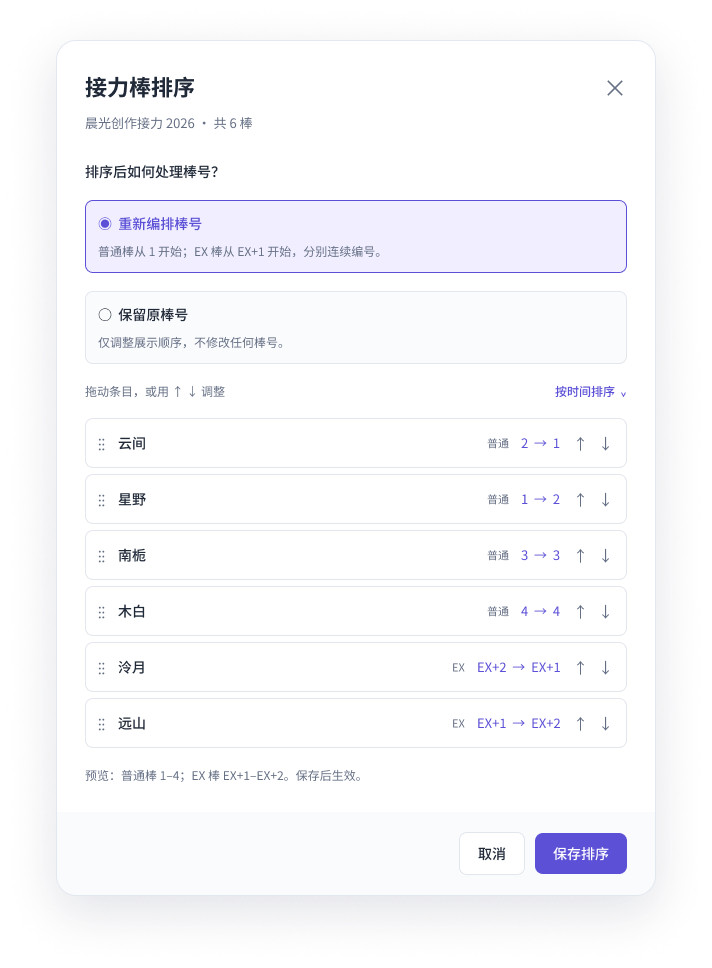 接力棒排序
晨光创作接力 2026 · 共 6 棒
排序后如何处理棒号？
重新编排棒号
普通棒从 1 开始；EX 棒从 EX+1 开始，分别连续编号。
保留原棒号
仅调整展示顺序，不修改任何棒号。
拖动条目，或用 ↑ ↓ 调整 按时间排序
云间 普通 2 → 1 ↑ ↓
星野 普通 1 → 2 ↑ ↓
南栀 普通 3 → 3 ↑ ↓
木白 普通 4 → 4 ↑ ↓
泠月 EX EX+2 → EX+1 ↑ ↓
远山 EX EX+1 → EX+2 ↑ ↓
预览：普通棒 1–4；EX 棒 EX+1–EX+2。保存后生效。
取消 保存排序